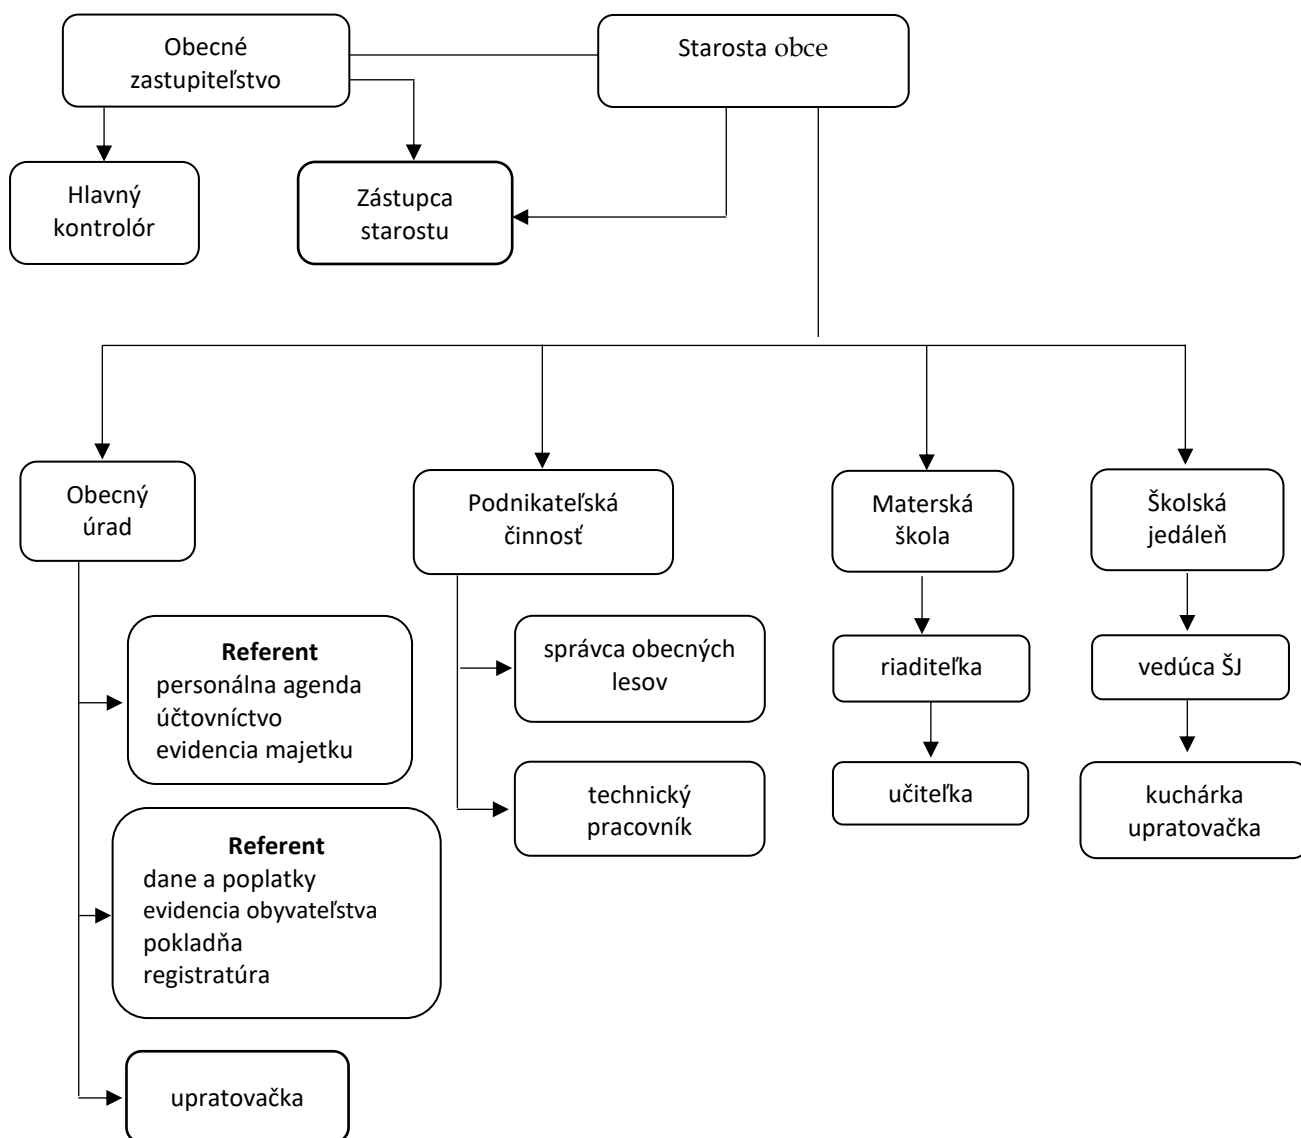 Obecné
zastupiteľstvo
Starosta obce
Hlavný
kontrolór
Zástupca
starostu
Obecný
úrad
Podnikateľská
činnosť
Materská
škola
Školská
jedáleň
Referent
personálna agenda
účtovníctvo
evidencia majetku
správca obecných
lesov
riaditeľka
vedúca ŠJ
technický
pracovník
učiteľka
kuchárka
upratovačka
Referent
dane a poplatky
evidencia obyvateľstva
pokladňa
registratúra
upratovačka